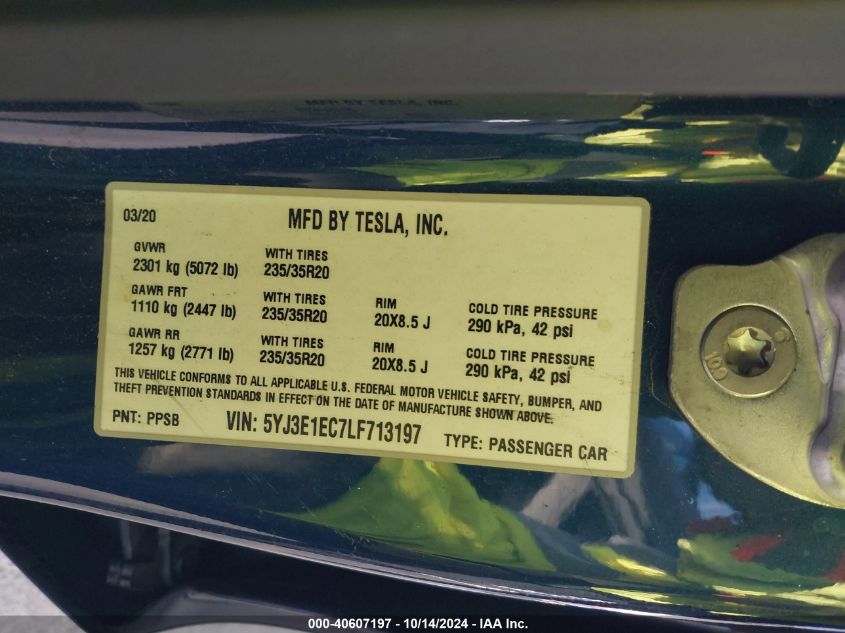 03/20 MFD BY TESLA, INC.
GVWR WITH TIRES
2301 kg (5072 lb) 235/35R20
GAWR FRT WITH TIRES RIM COLD TIRE PRESSURE
1110 kg (2447 lb) 235/35R20 20X8.5 J 290 kPa, 42 psi
GAWR RR WITH TIRES RIM COLD TIRE PRESSURE
1257 kg (2771 lb) 235/35R20 20X8.5 J 290 kPa, 42 psi
THIS VEHICLE CONFORMS TO ALL APPLICABLE U.S. FEDERAL MOTOR VEHICLE SAFETY, BUMPER, AND
THEFT PREVENTION STANDARDS IN EFFECT ON THE DATE OF MANUFACTURE SHOWN ABOVE.
PNT: PPSB VIN: 5YJ3E1EC7LF713197 TYPE: PASSENGER CAR
000-40607197 - 10/14/2024 - IAA Inc.